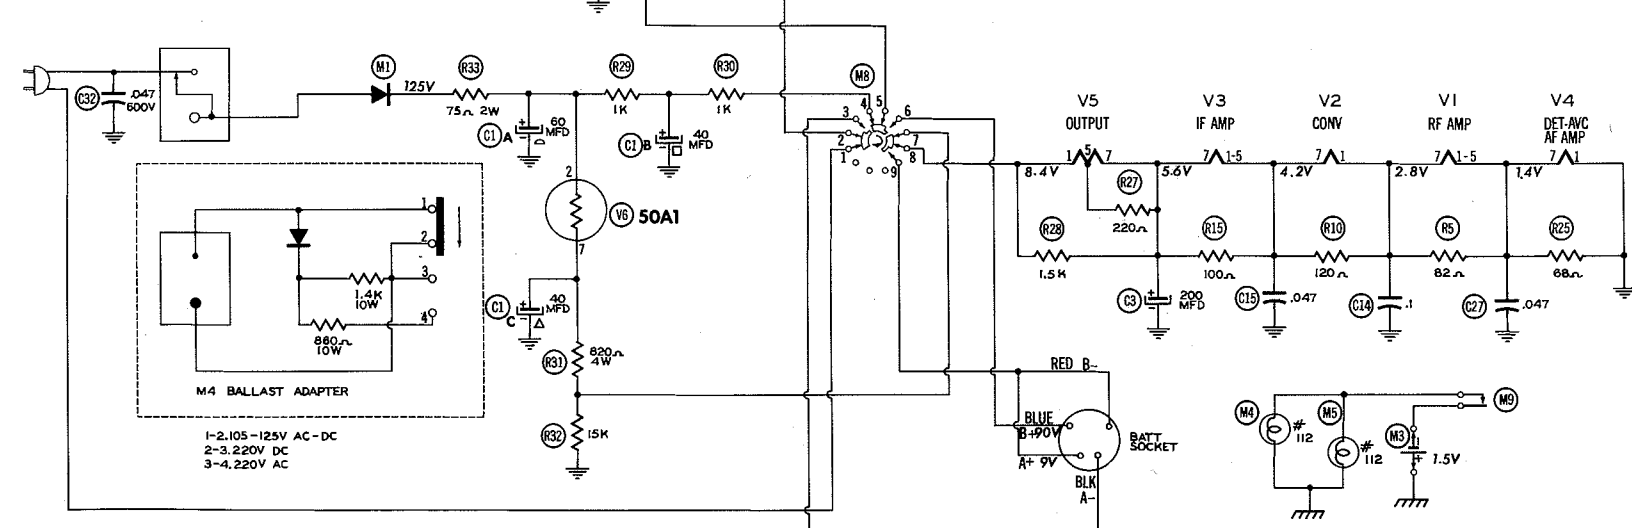 C32
.047
600V
M1
125V
R33
75Ω 2W
C1
A
60
MFD
R29
1K
R30
1K
C1
B
40
MFD
M8
1
2
3
4
5
6
7
8
9
2
V6
50A1
7
C1
C
40
MFD
R31
820Ω
4W
R32
15K
1
2
3
4
1.4K
10W
880Ω
10W
M4 BALLAST ADAPTER
1-2.105-125V AC-DC
2-3.220V DC
3-4.220V AC
V5
OUTPUT
V3
IF AMP
V2
CONV
V1
RF AMP
V4
DET-AVC
AF AMP
1
5
7
7
1-5
7
1
7
1-5
7
1
8.4V
5.6V
4.2V
2.8V
1.4V
R27
220Ω
R28
1.5K
R15
100Ω
R10
120Ω
R5
82Ω
R25
68Ω
C3
200
MFD
C15
.047
C14
.1
C27
.047
RED B-
BLUE
B+90V
A+ 9V
BLK
A-
BATT
SOCKET
M4
#
112
M5
#
112
M3
1.5V
M9